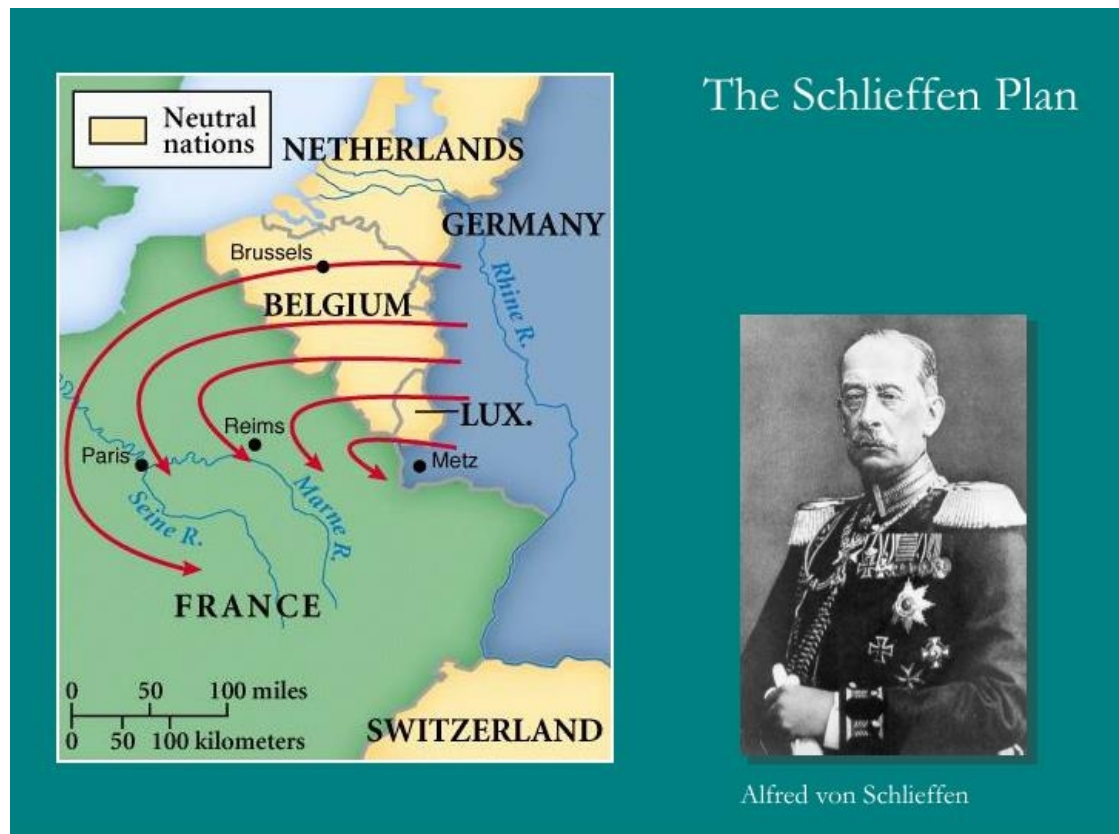 The Schlieffen Plan
Neutral
nations
NETHERLANDS
GERMANY
Brussels
Rhine R.
BELGIUM
LUX.
Reims
Paris
Metz
Seine R.
Marne R.
FRANCE
0 50 100 miles
0 50 100 kilometers
SWITZERLAND
Alfred von Schlieffen